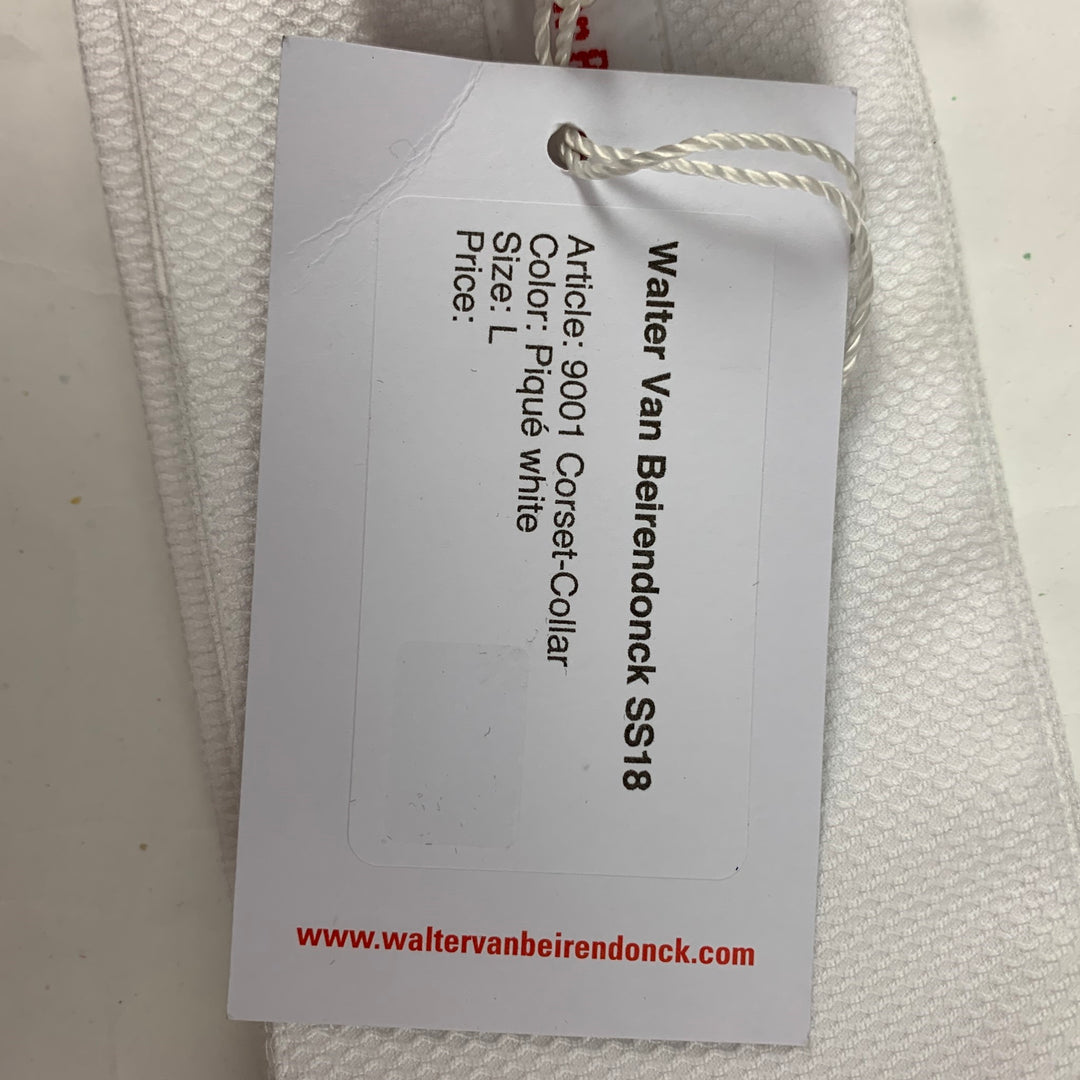 Walter Van Beirendonck SS18
Article: 9001 Corset-Collar
Color: Piqué white
Size: L
Price:
www.waltervanbeirendonck.com